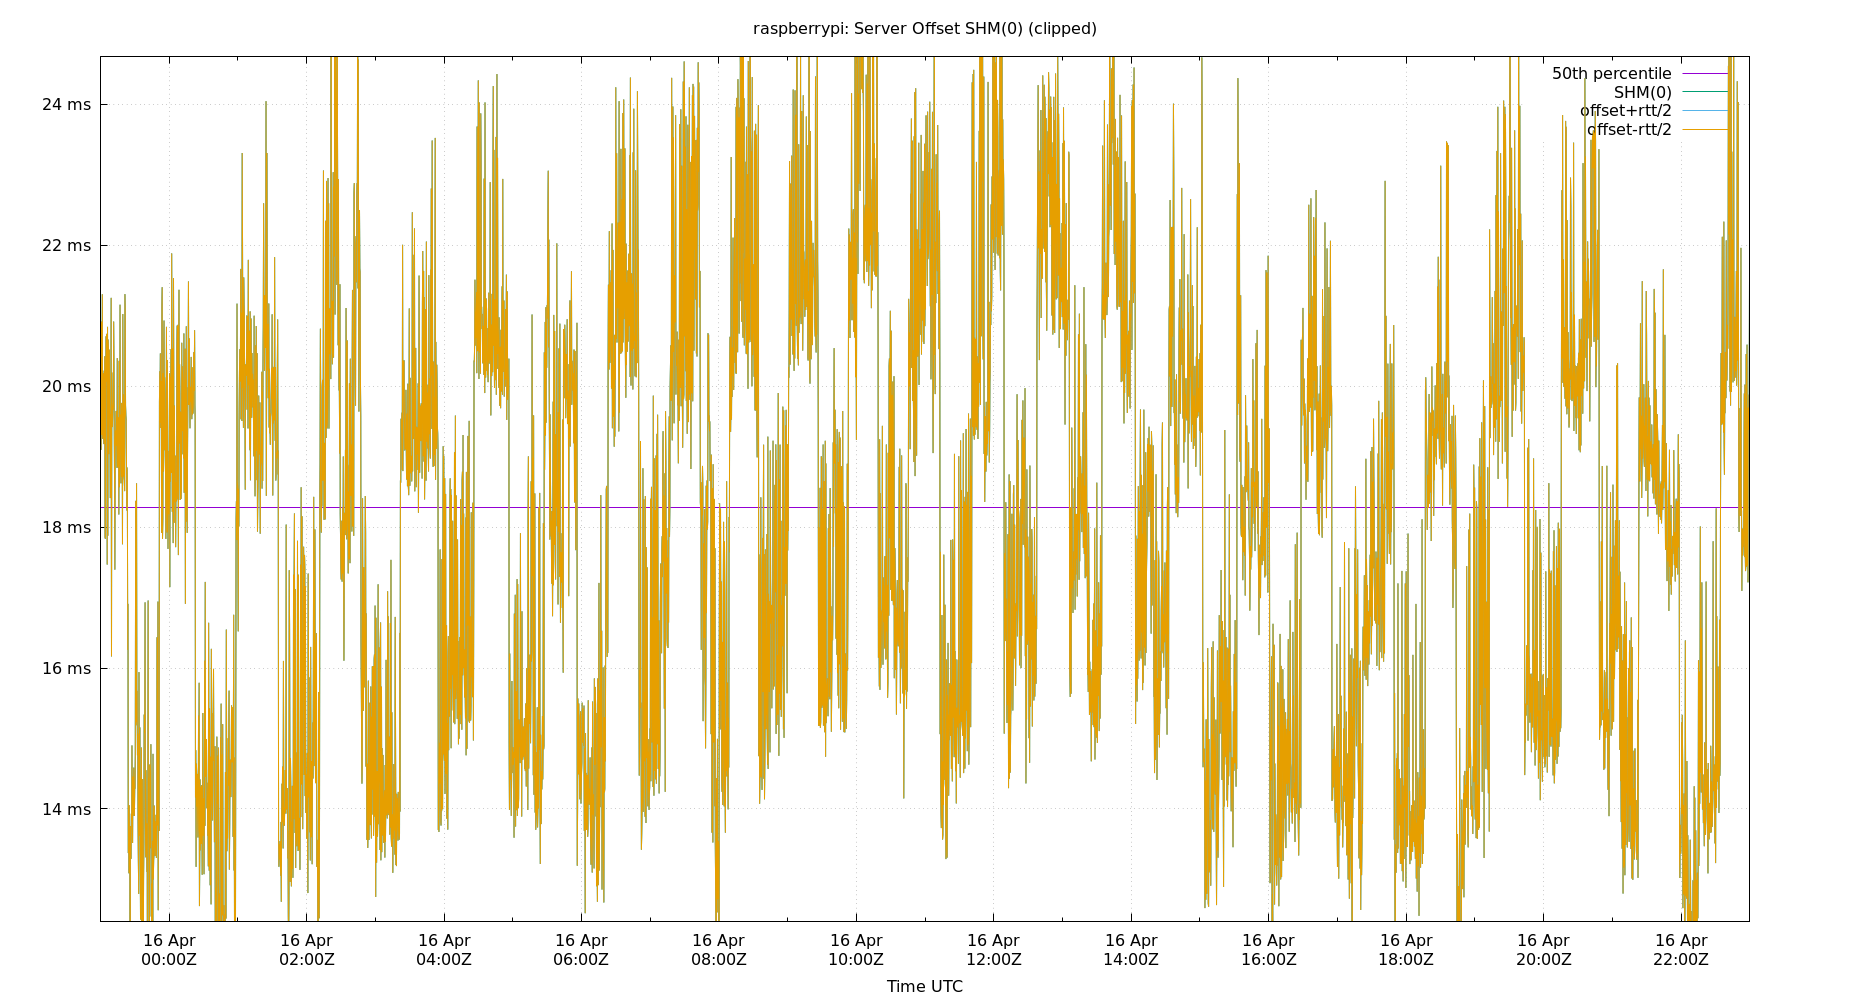 raspberrypi: Server Offset SHM(0) (clipped)
50th percentile
SHM(0)
offset+rtt/2
offset-rtt/2
24 ms
22 ms
20 ms
18 ms
16 ms
14 ms
16 Apr 16 Apr 16 Apr 16 Apr 16 Apr 16 Apr 16 Apr 16 Apr 16 Apr 16 Apr 16 Apr 16 Apr
00:00Z 02:00Z 04:00Z 06:00Z 08:00Z 10:00Z 12:00Z 14:00Z 16:00Z 18:00Z 20:00Z 22:00Z
Time UTC